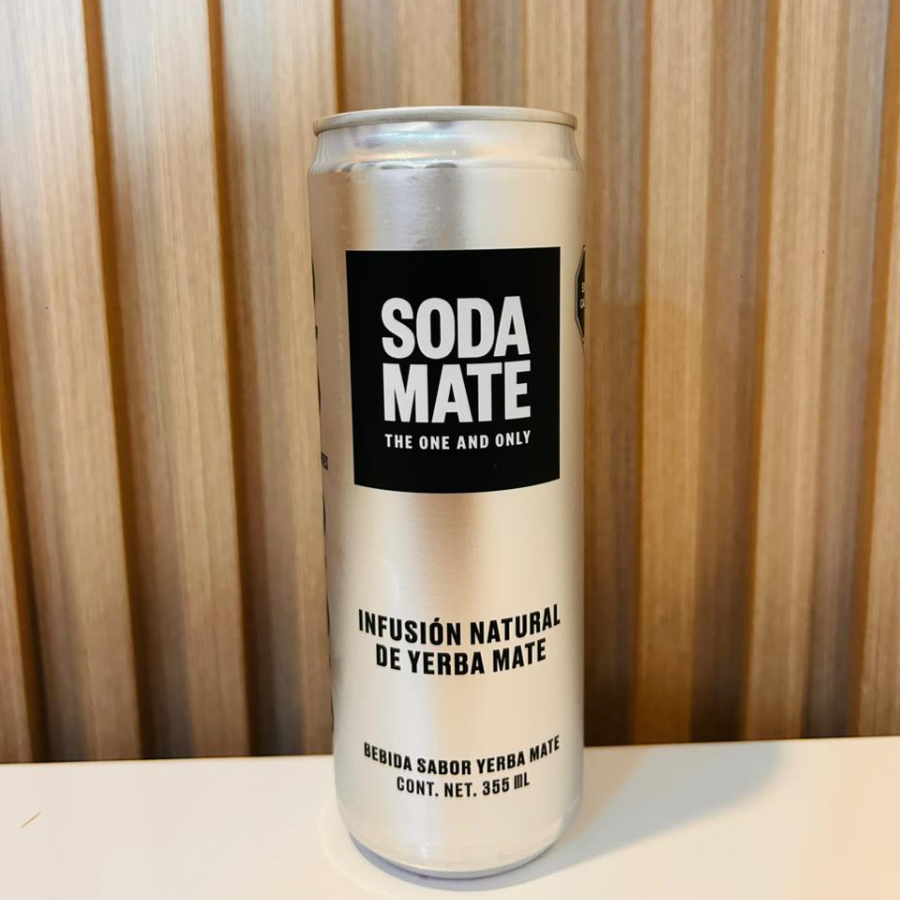 SODA
MATE
THE ONE AND ONLY
INFUSIÓN NATURAL
DE YERBA MATE
BEBIDA SABOR YERBA MATE
CONT. NET. 355 mL